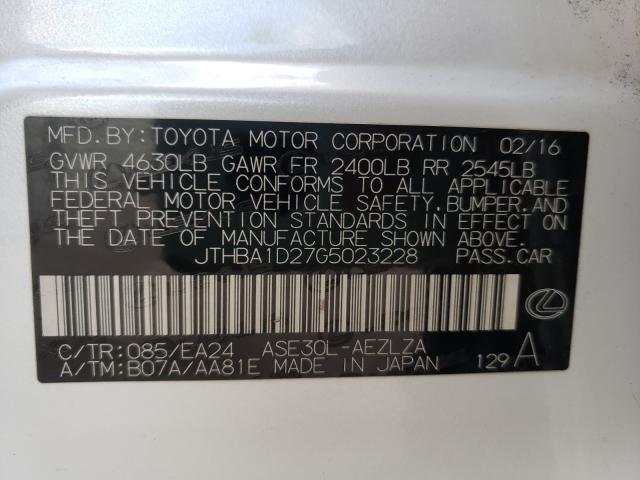 MFD. BY: TOYOTA MOTOR CORPORATION 02/16
GVWR 4630LB GAWR FR 2400LB RR 2545LB
THIS VEHICLE CONFORMS TO ALL APPLICABLE
FEDERAL MOTOR VEHICLE SAFETY, BUMPER, AND
THEFT PREVENTION STANDARDS IN EFFECT ON
THE DATE OF MANUFACTURE SHOWN ABOVE.
JTHBA1D27G5023228 PASS. CAR
C/TR: 085/EA24 ASE30L-AEZLZA
A/TM: B07A/AA81E MADE IN JAPAN 129 A